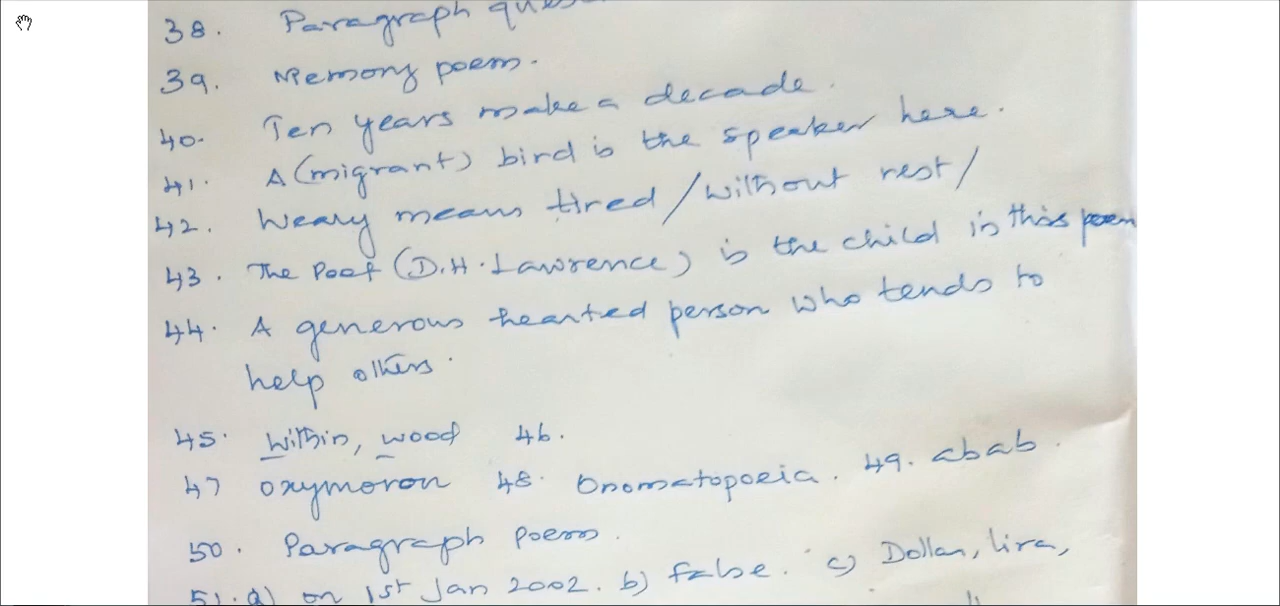 38. Paragraph
39. Memory poem.
40. Ten years make a decade.
41. A (migrant) bird is the speaker here.
42. Weary means tired / without rest /
43. The Poet (D.H. Lawrence) is the child in this poem
44. A generous hearted person who tends to
help others.
45. Within, wood 46.
47 oxymoron 48. Onomatopoeia. 49. abab.
50. Paragraph poem.
51. a) on 1st Jan 2002. b) false. c) Dollar, lira,